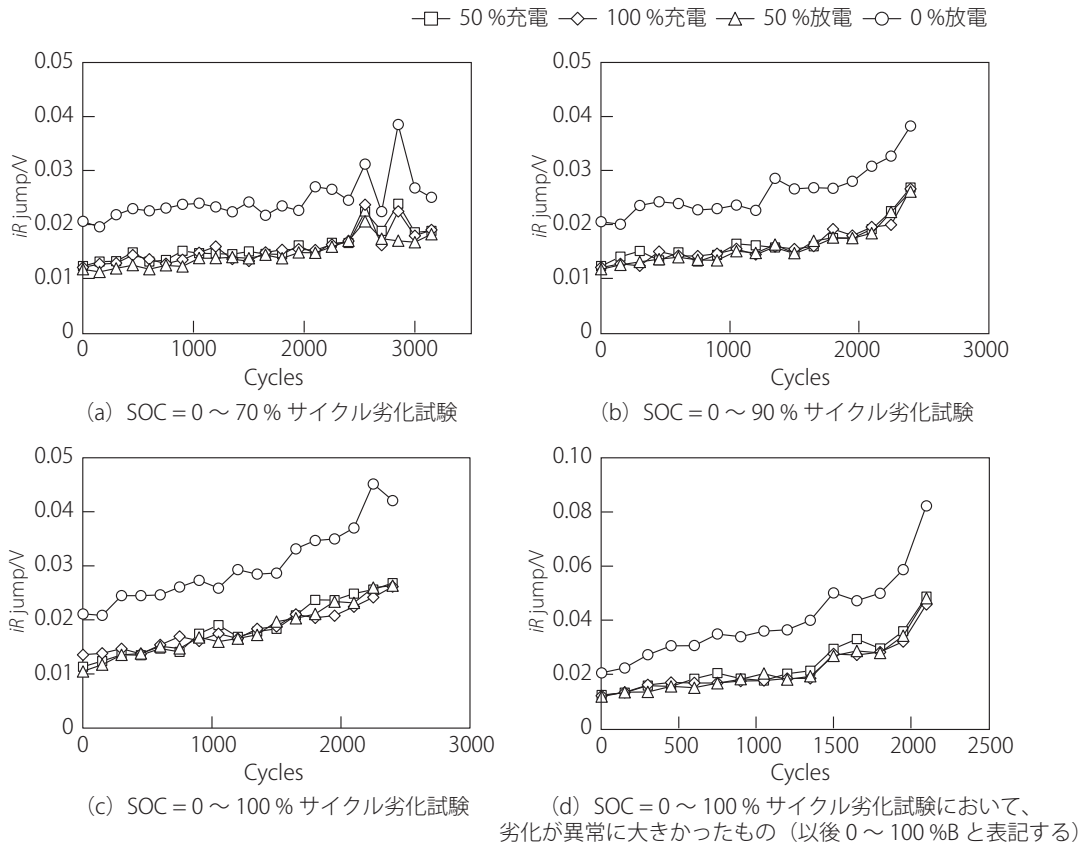 50 %充電 100 %充電 50 %放電 0 %放電
0.05
0.04
0.03
0.02
0.01
0
iR jump/V
0 1000 2000 3000
Cycles
(a) SOC = 0 ～ 70 % サイクル劣化試験
0.05
0.04
0.03
0.02
0.01
0
iR jump/V
0 1000 2000 3000
Cycles
(b) SOC = 0 ～ 90 % サイクル劣化試験
0.05
0.04
0.03
0.02
0.01
0
iR jump/V
0 1000 2000 3000
Cycles
(c) SOC = 0 ～ 100 % サイクル劣化試験
0.10
0.08
0.06
0.04
0.02
0
iR jump/V
0 500 1000 1500 2000 2500
Cycles
(d) SOC = 0 ～ 100 % サイクル劣化試験において、
劣化が異常に大きかったもの（以後 0 ～ 100 %B と表記する）